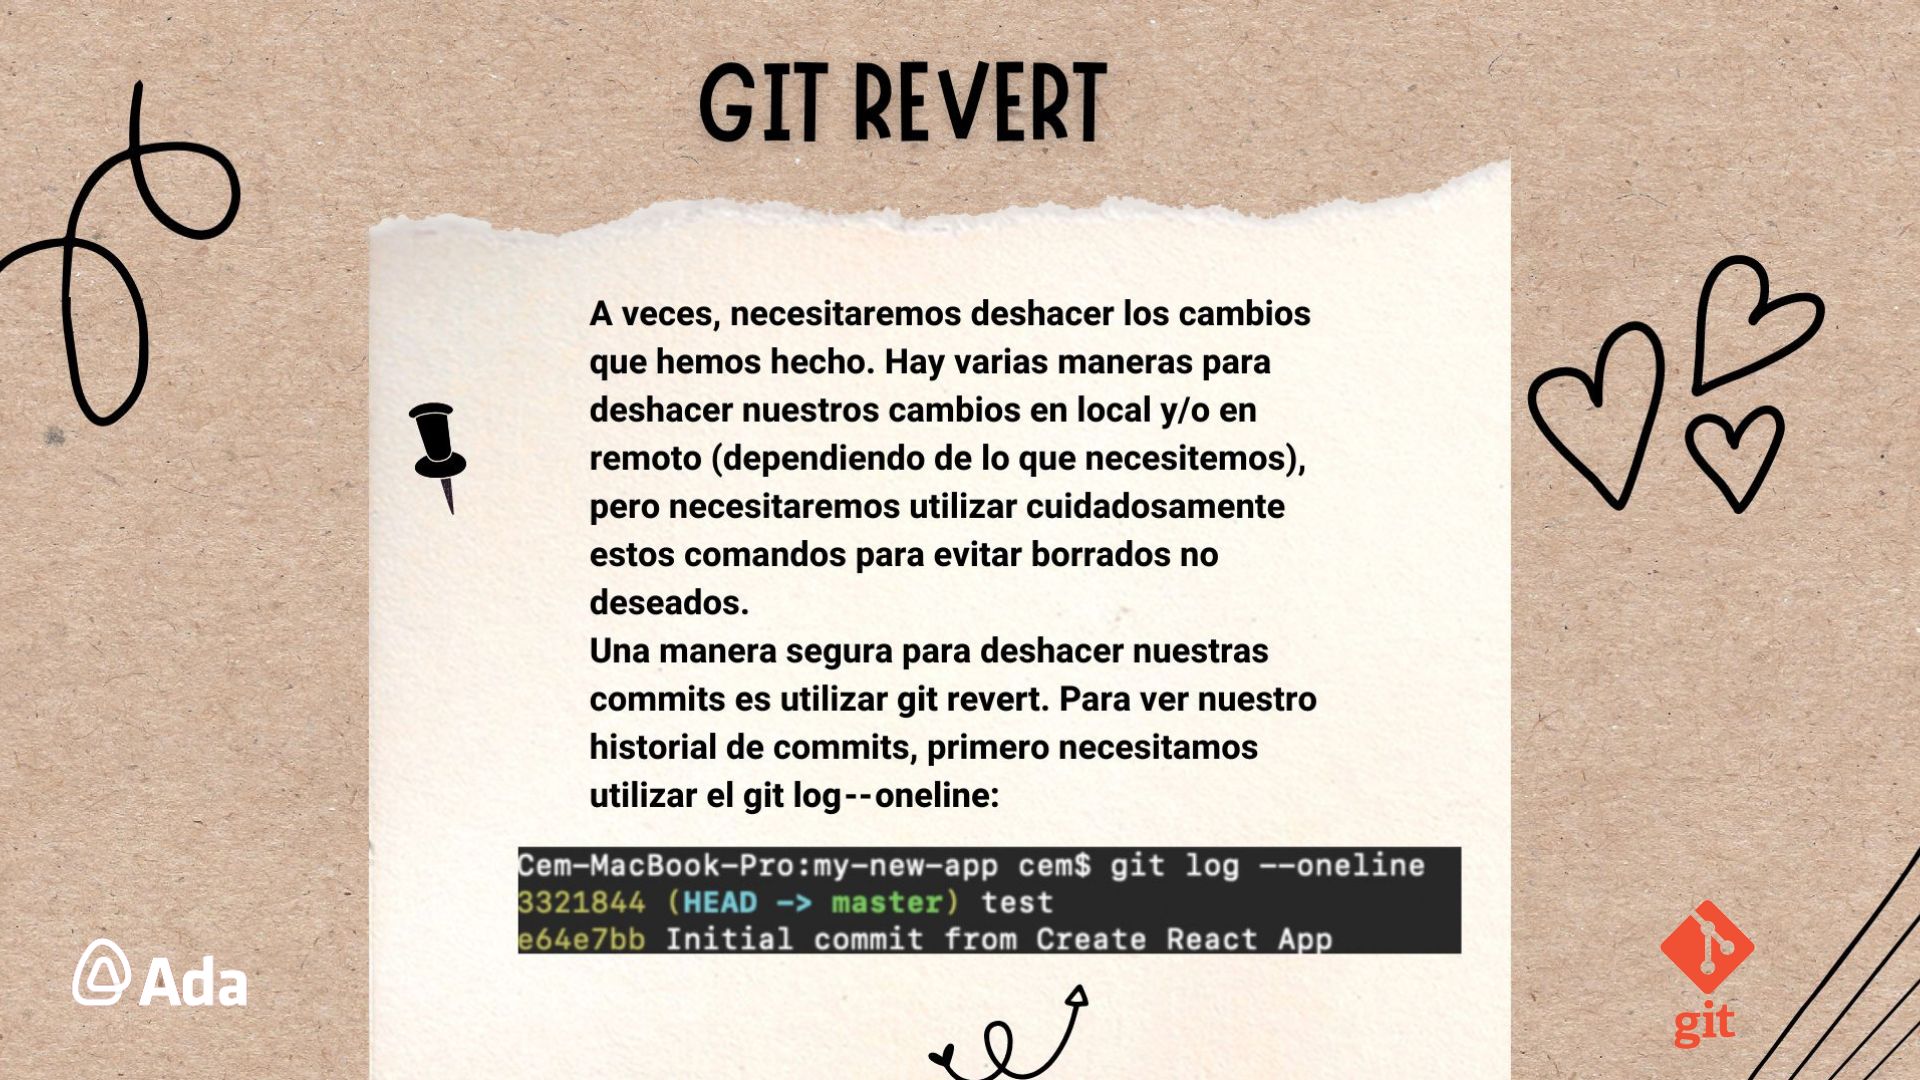 GIT REVERT
A veces, necesitaremos deshacer los cambios
que hemos hecho. Hay varias maneras para
deshacer nuestros cambios en local y/o en
remoto (dependiendo de lo que necesitemos),
pero necesitaremos utilizar cuidadosamente
estos comandos para evitar borrados no
deseados.
Una manera segura para deshacer nuestras
commits es utilizar git revert. Para ver nuestro
historial de commits, primero necesitamos
utilizar el git log--oneline:
Cem-MacBook-Pro:my-new-app cem$ git log --oneline
3321844 (HEAD -> master) test
e64e7bb Initial commit from Create React App
Ada
git